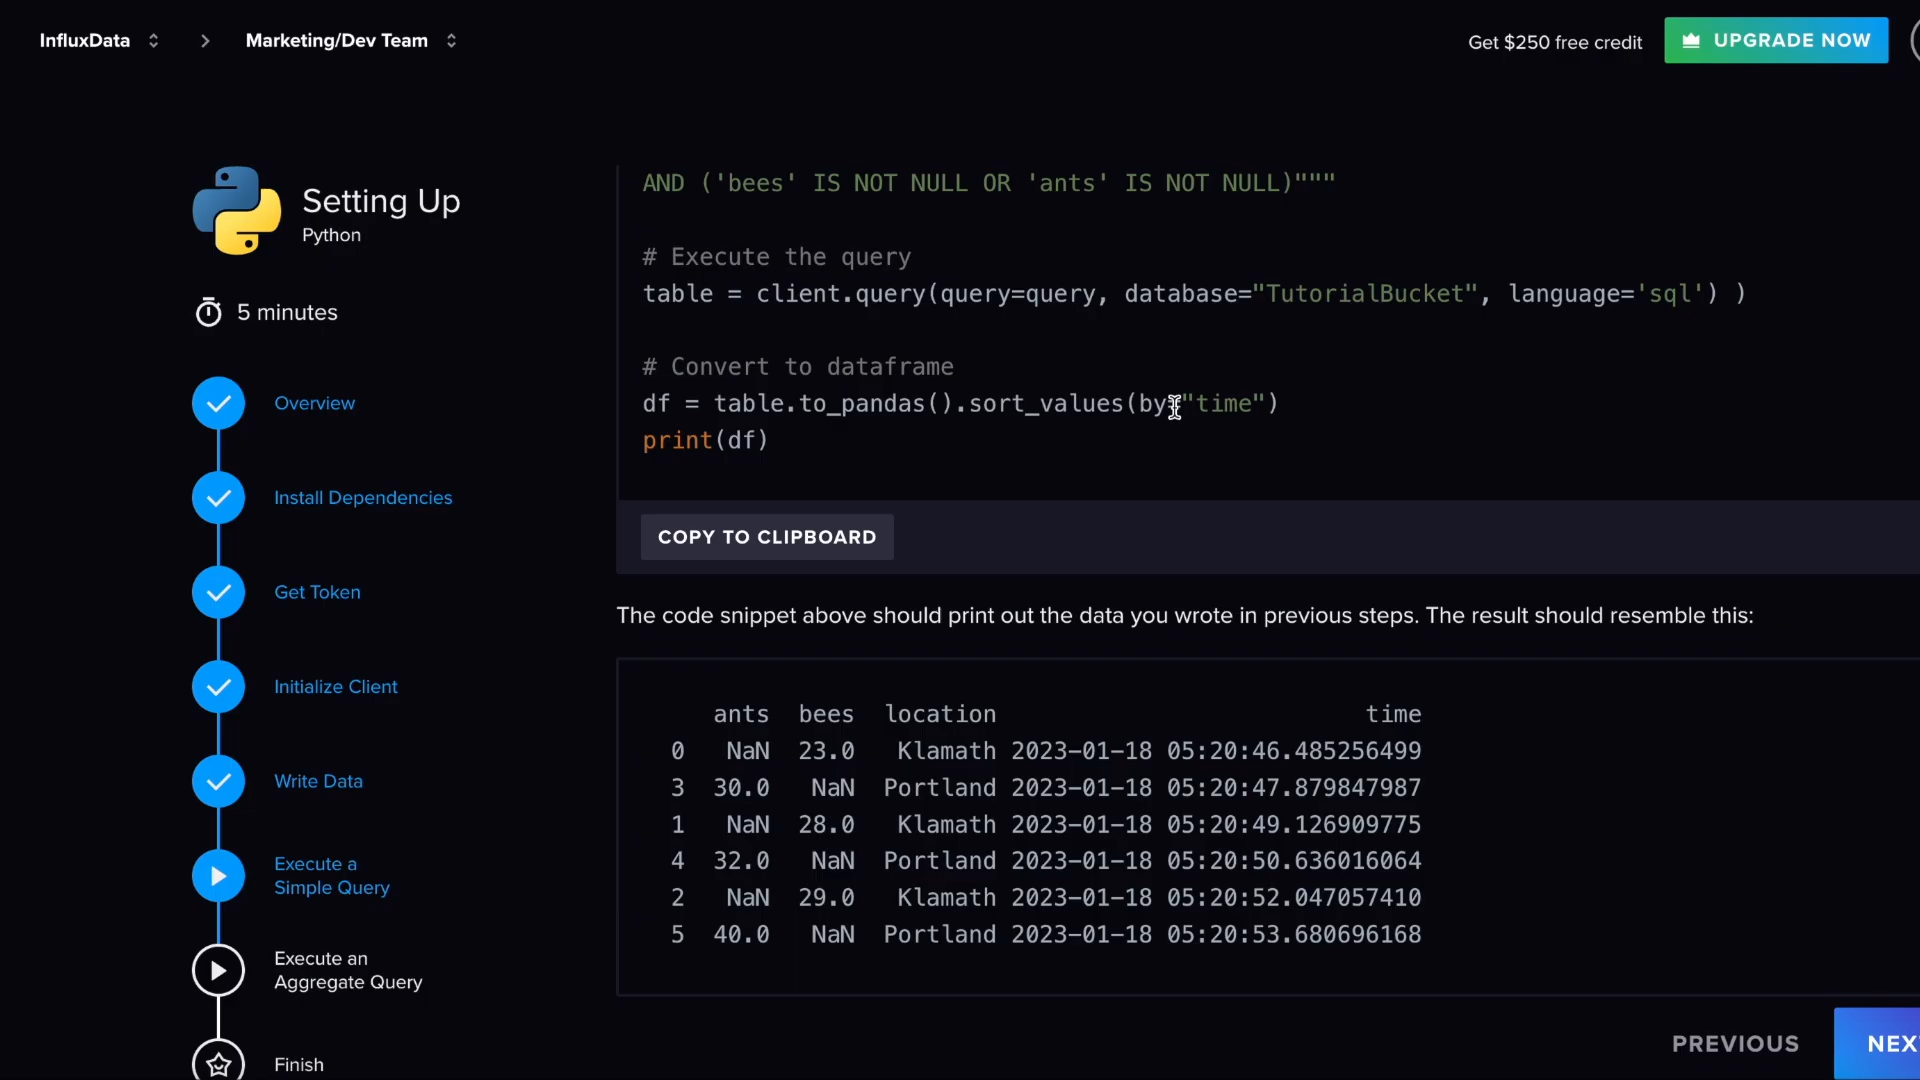 InfluxData
Marketing/Dev Team
Get $250 free credit
UPGRADE NOW
Setting Up
Python
5 minutes
Overview
Install Dependencies
Get Token
Initialize Client
Write Data
Execute a
Simple Query
Execute an
Aggregate Query
Finish
AND ('bees' IS NOT NULL OR 'ants' IS NOT NULL)"""
# Execute the query
table = client.query(query=query, database="TutorialBucket", language='sql') )
# Convert to dataframe
df = table.to_pandas().sort_values(by="time")
print(df)
COPY TO CLIPBOARD
The code snippet above should print out the data you wrote in previous steps. The result should resemble this:
ants bees location time
0 NaN 23.0 Klamath 2023-01-18 05:20:46.485256499
3 30.0 NaN Portland 2023-01-18 05:20:47.879847987
1 NaN 28.0 Klamath 2023-01-18 05:20:49.126909775
4 32.0 NaN Portland 2023-01-18 05:20:50.636016064
2 NaN 29.0 Klamath 2023-01-18 05:20:52.047057410
5 40.0 NaN Portland 2023-01-18 05:20:53.680696168
PREVIOUS
NEX